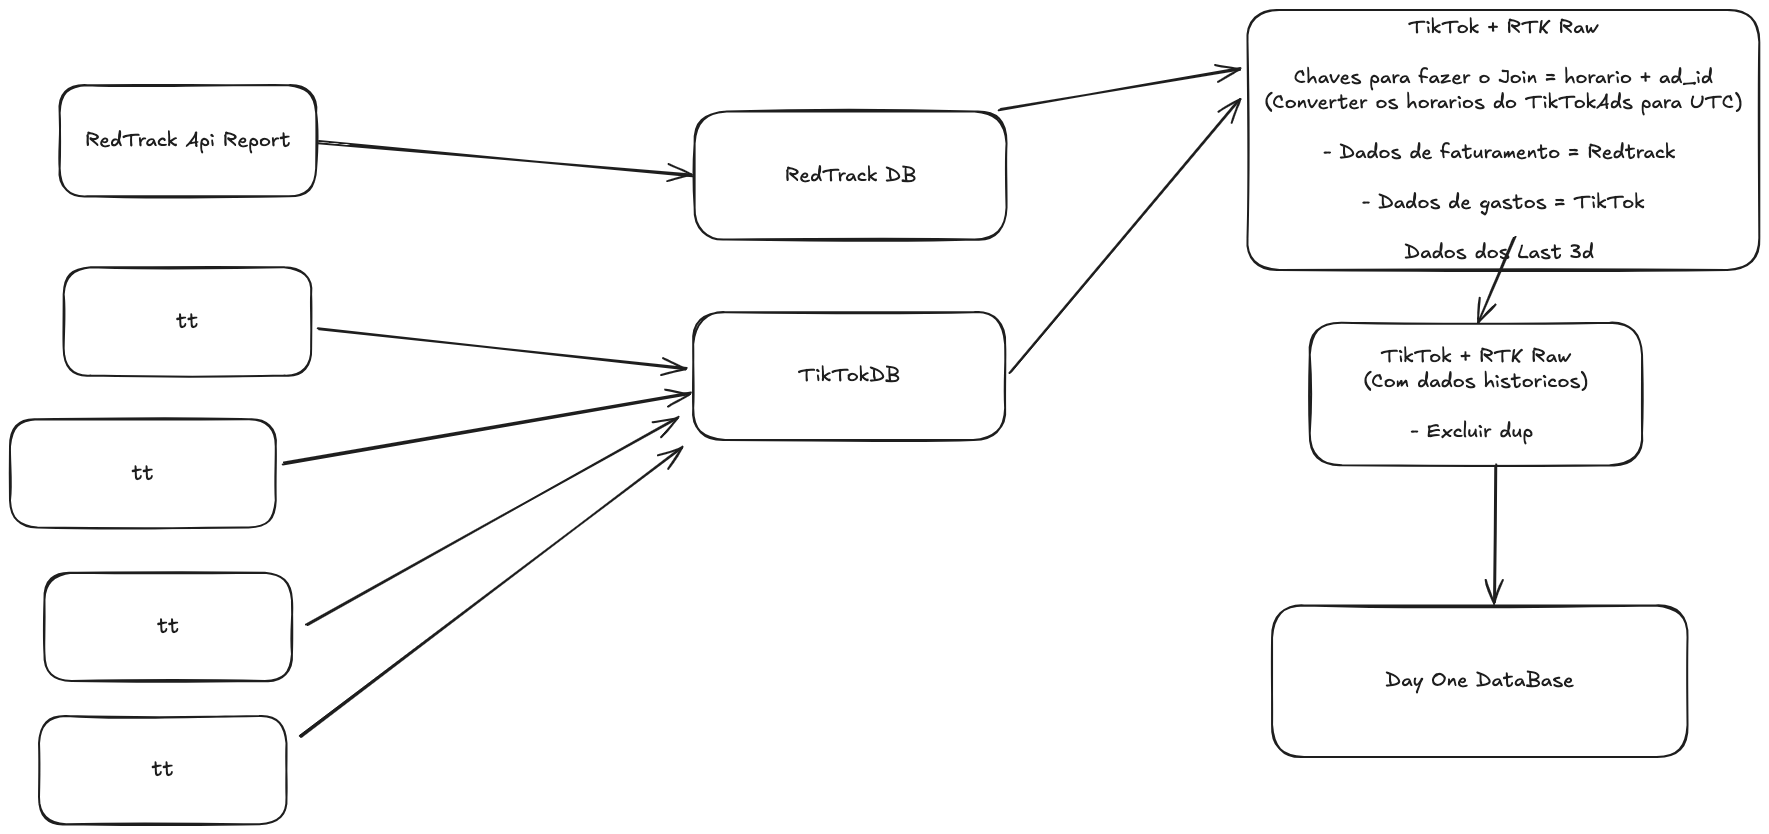 RedTrack Api Report
tt
tt
tt
tt
RedTrack DB
TikTokDB
TikTok + RTK Raw
Chaves para fazer o Join = horario + ad_id
(Converter os horarios do TikTokAds para UTC)
- Dados de faturamento = Redtrack
- Dados de gastos = TikTok
Dados dos Last 3d
TikTok + RTK Raw
(Com dados historicos)
- Excluir dup
Day One DataBase